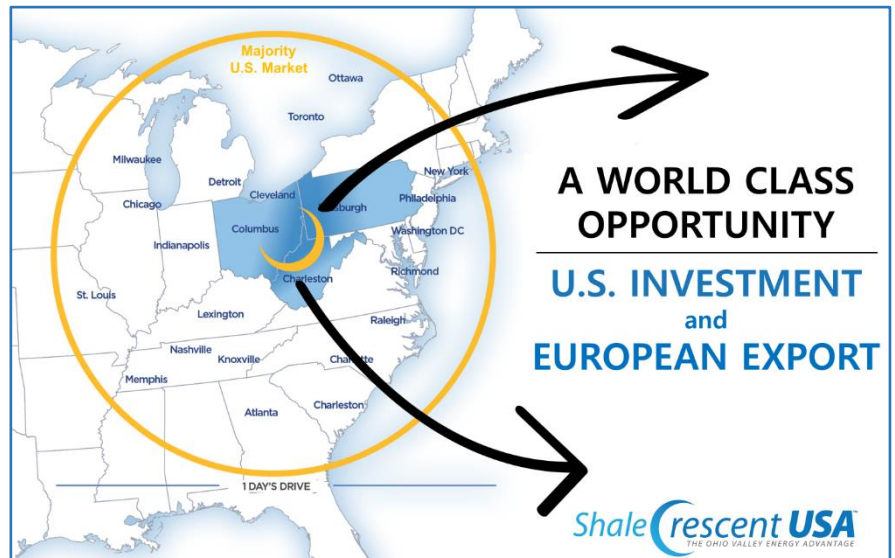 Majority
U.S. Market
Ottawa
Toronto
Milwaukee
Detroit
New York
Cleveland
Chicago
sburgh
Philadelphia
Columbus
Washington DC
Indianapolis
Charleston
Richmond
St. Louis
Lexington
Raleigh
Nashville
Knoxville
Charlotte
Memphis
Atlanta
Charleston
1 DAY'S DRIVE
A WORLD CLASS
OPPORTUNITY
U.S. INVESTMENT
and
EUROPEAN EXPORT
Shale Crescent USA
THE OHIO VALLEY ENERGY ADVANTAGE